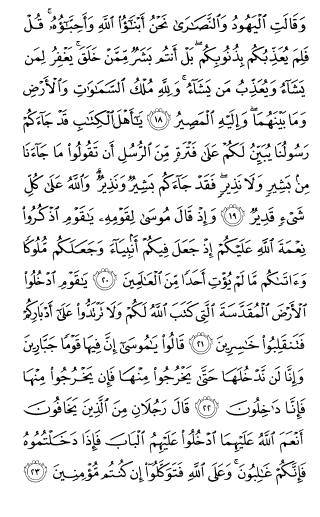 وَقَالَتِ ٱلْيَهُودُ وَٱلنَّصَـٰرَىٰ نَحْنُ أَبْنَـٰٓؤُا۟ ٱللَّهِ وَأَحِبَّـٰٓؤُهُۥ ۚ قُلْ
فَلِمَ يُعَذِّبُكُم بِذُنُوبِكُم ۖ بَلْ أَنتُم بَشَرٌ مِّمَّنْ خَلَقَ ۚ يَغْفِرُ لِمَن
يَشَآءُ وَيُعَذِّبُ مَن يَشَآءُ ۚ وَلِلَّهِ مُلْكُ ٱلسَّمَـٰوَٰتِ وَٱلْأَرْضِ
وَمَا بَيْنَهُمَا ۖ وَإِلَيْهِ ٱلْمَصِيرُ ١٨ يَـٰٓأَهْلَ ٱلْكِتَـٰبِ قَدْ جَآءَكُمْ
رَسُولُنَا يُبَيِّنُ لَكُمْ عَلَىٰ فَتْرَةٍ مِّنَ ٱلرُّسُلِ أَن تَقُولُوا۟ مَا جَآءَنَا
مِنۢ بَشِيرٍ وَلَا نَذِيرٍ ۖ فَقَدْ جَآءَكُم بَشِيرٌ وَنَذِيرٌ ۗ وَٱللَّهُ عَلَىٰ كُلِّ
شَىْءٍ قَدِيرٌ ١٩ وَإِذْ قَالَ مُوسَىٰ لِقَوْمِهِۦ يَـٰقَوْمِ ٱذْكُرُوا۟
نِعْمَةَ ٱللَّهِ عَلَيْكُمْ إِذْ جَعَلَ فِيكُمْ أَنۢبِيَآءَ وَجَعَلَكُم مُّلُوكًا
وَءَاتَىٰكُم مَّا لَمْ يُؤْتِ أَحَدًا مِّنَ ٱلْعَـٰلَمِينَ ٢٠ يَـٰقَوْمِ ٱدْخُلُوا۟
ٱلْأَرْضَ ٱلْمُقَدَّسَةَ ٱلَّتِى كَتَبَ ٱللَّهُ لَكُمْ وَلَا تَرْتَدُّوا۟ عَلَىٰٓ أَدْبَارِكُمْ
فَتَنقَلِبُوا۟ خَـٰسِرِينَ ٢١ قَالُوا۟ يَـٰمُوسَىٰٓ إِنَّ فِيهَا قَوْمًا جَبَّارِينَ
وَإِنَّا لَن نَّدْخُلَهَا حَتَّىٰ يَخْرُجُوا۟ مِنْهَا فَإِن يَخْرُجُوا۟ مِنْهَا
فَإِنَّا دَٰخِلُونَ ٢٢ قَالَ رَجُلَانِ مِنَ ٱلَّذِينَ يَخَافُونَ
أَنْعَمَ ٱللَّهُ عَلَيْهِمَا ٱدْخُلُوا۟ عَلَيْهِمُ ٱلْبَابَ فَإِذَا دَخَلْتُمُوهُ
فَإِنَّكُمْ غَـٰلِبُونَ ۚ وَعَلَى ٱللَّهِ فَتَوَكَّلُوٓا۟ إِن كُنتُم مُّؤْمِنِينَ ٢٣